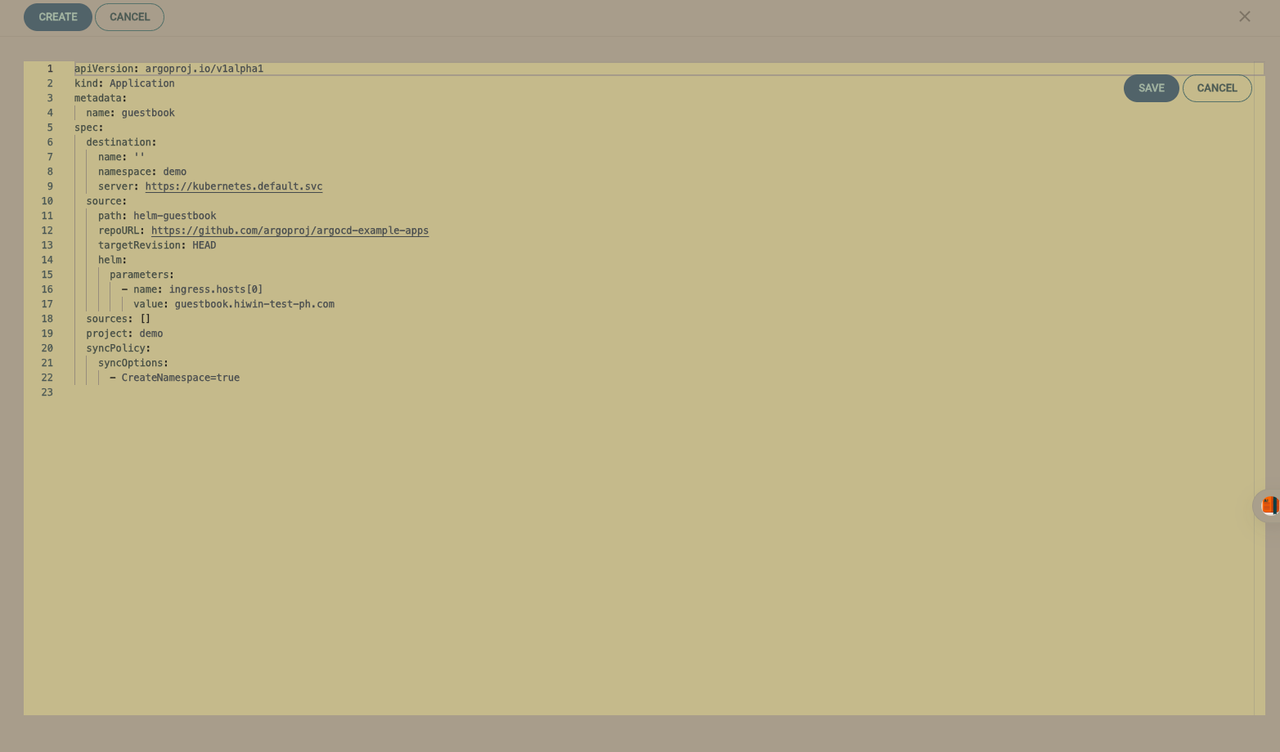 CREATE CANCEL
1 apiVersion: argoproj.io/v1alpha1
2 kind: Application
SAVE CANCEL
3 metadata:
4 name: guestbook
5 spec:
6 destination:
7 name: ''
8 namespace: demo
9 server: https://kubernetes.default.svc
10 source:
11 path: helm-guestbook
12 repoURL: https://github.com/argoproj/argocd-example-apps
13 targetRevision: HEAD
14 helm:
15 parameters:
16 - name: ingress.hosts[0]
17 value: guestbook.hiwin-test-ph.com
18 sources: []
19 project: demo
20 syncPolicy:
21 syncOptions:
22 - CreateNamespace=true
23